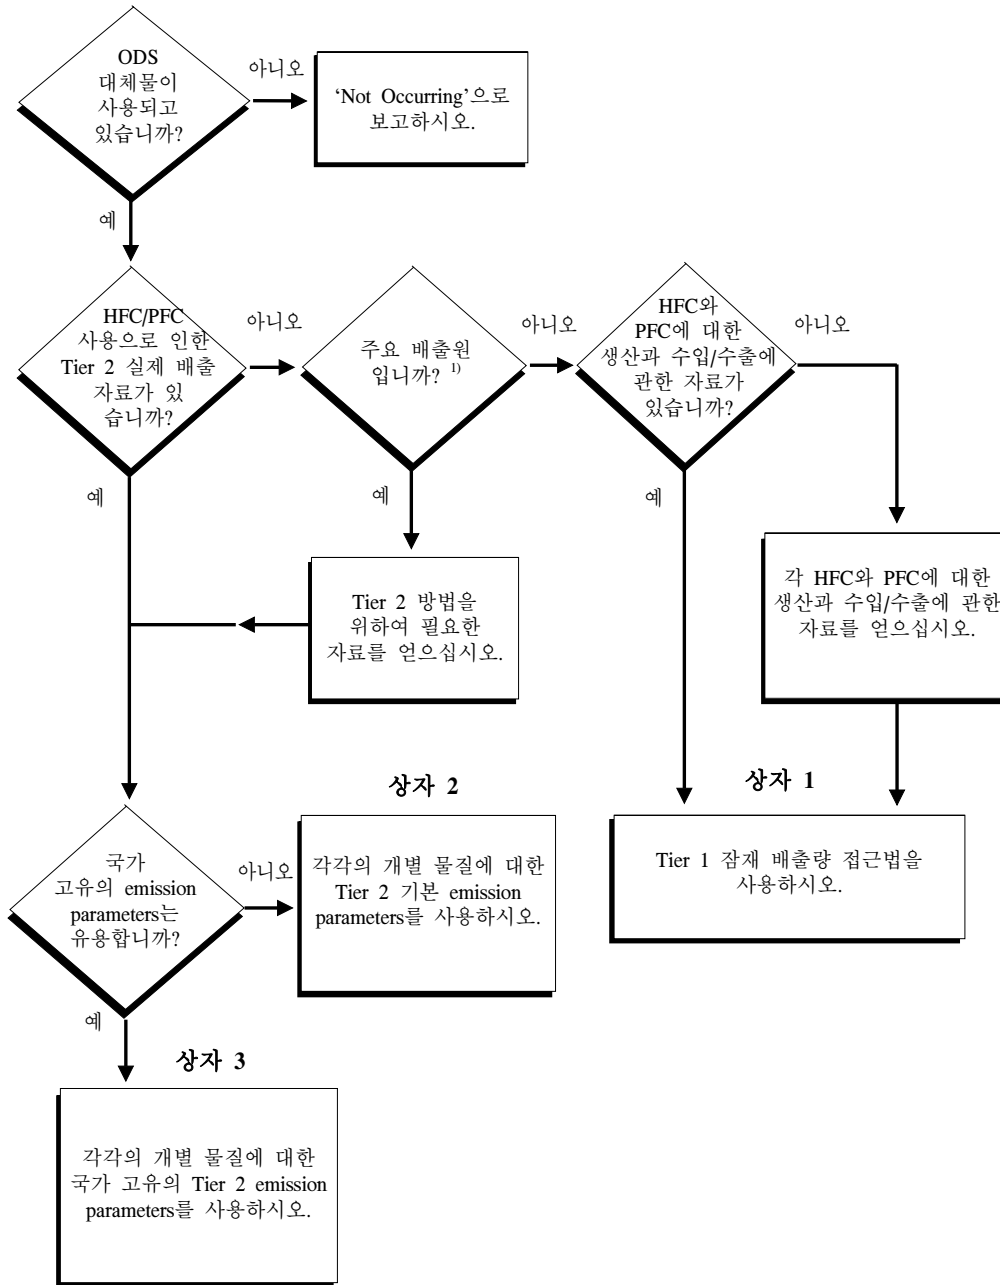 ODS
대체물이
사용되고
있습니까?
아니오
‘Not Occurring’으로
보고하시오.
예
HFC/PFC
사용으로 인한
Tier 2 실제 배출
자료가 있
습니까?
아니오
주요 배출원
입니까? 1)
아니오
HFC와
PFC에 대한
생산과 수입/수출에
관한 자료가
있습니까?
아니오
예
예
예
Tier 2 방법을
위하여 필요한
자료를 얻으십시오.
각 HFC와 PFC에 대한
생산과 수입/수출에 관한
자료를 얻으십시오.
상자 2
상자 1
국가
고유의 emission
parameters는
유용합니까?
아니오
각각의 개별 물질에 대한
Tier 2 기본 emission
parameters를 사용하시오.
Tier 1 잠재 배출량 접근법을
사용하시오.
예
상자 3
각각의 개별 물질에 대한
국가 고유의 Tier 2 emission
parameters를 사용하시오.